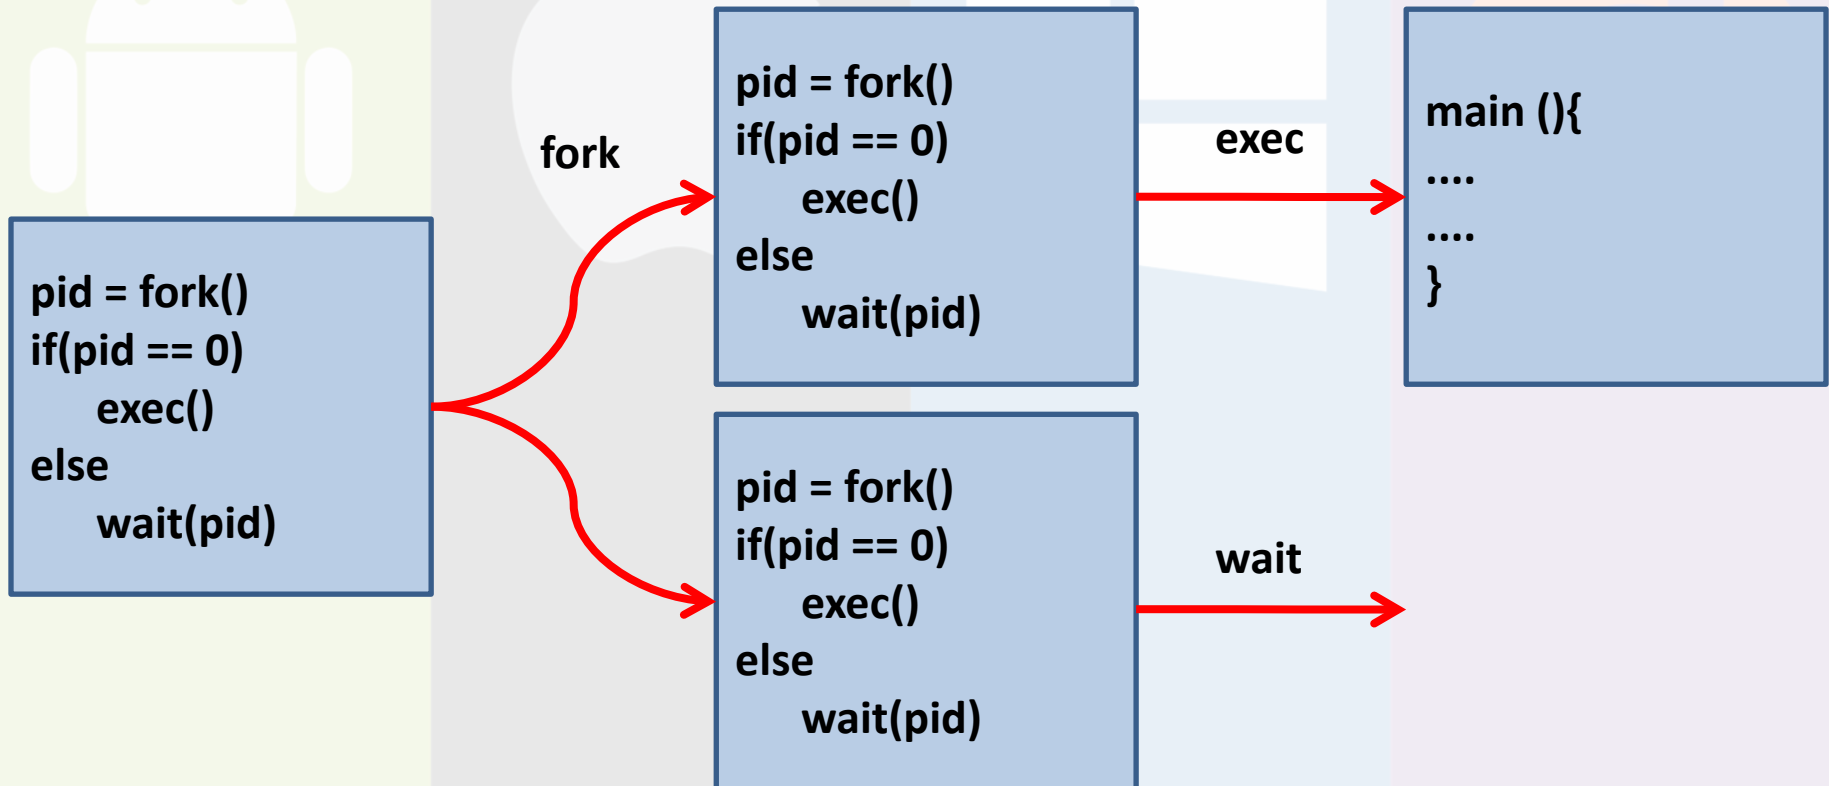 pid = fork()
if(pid == 0)
exec()
else
wait(pid)
fork
pid = fork()
if(pid == 0)
exec()
else
wait(pid)
exec
main (){
....
....
}
pid = fork()
if(pid == 0)
exec()
else
wait(pid)
wait